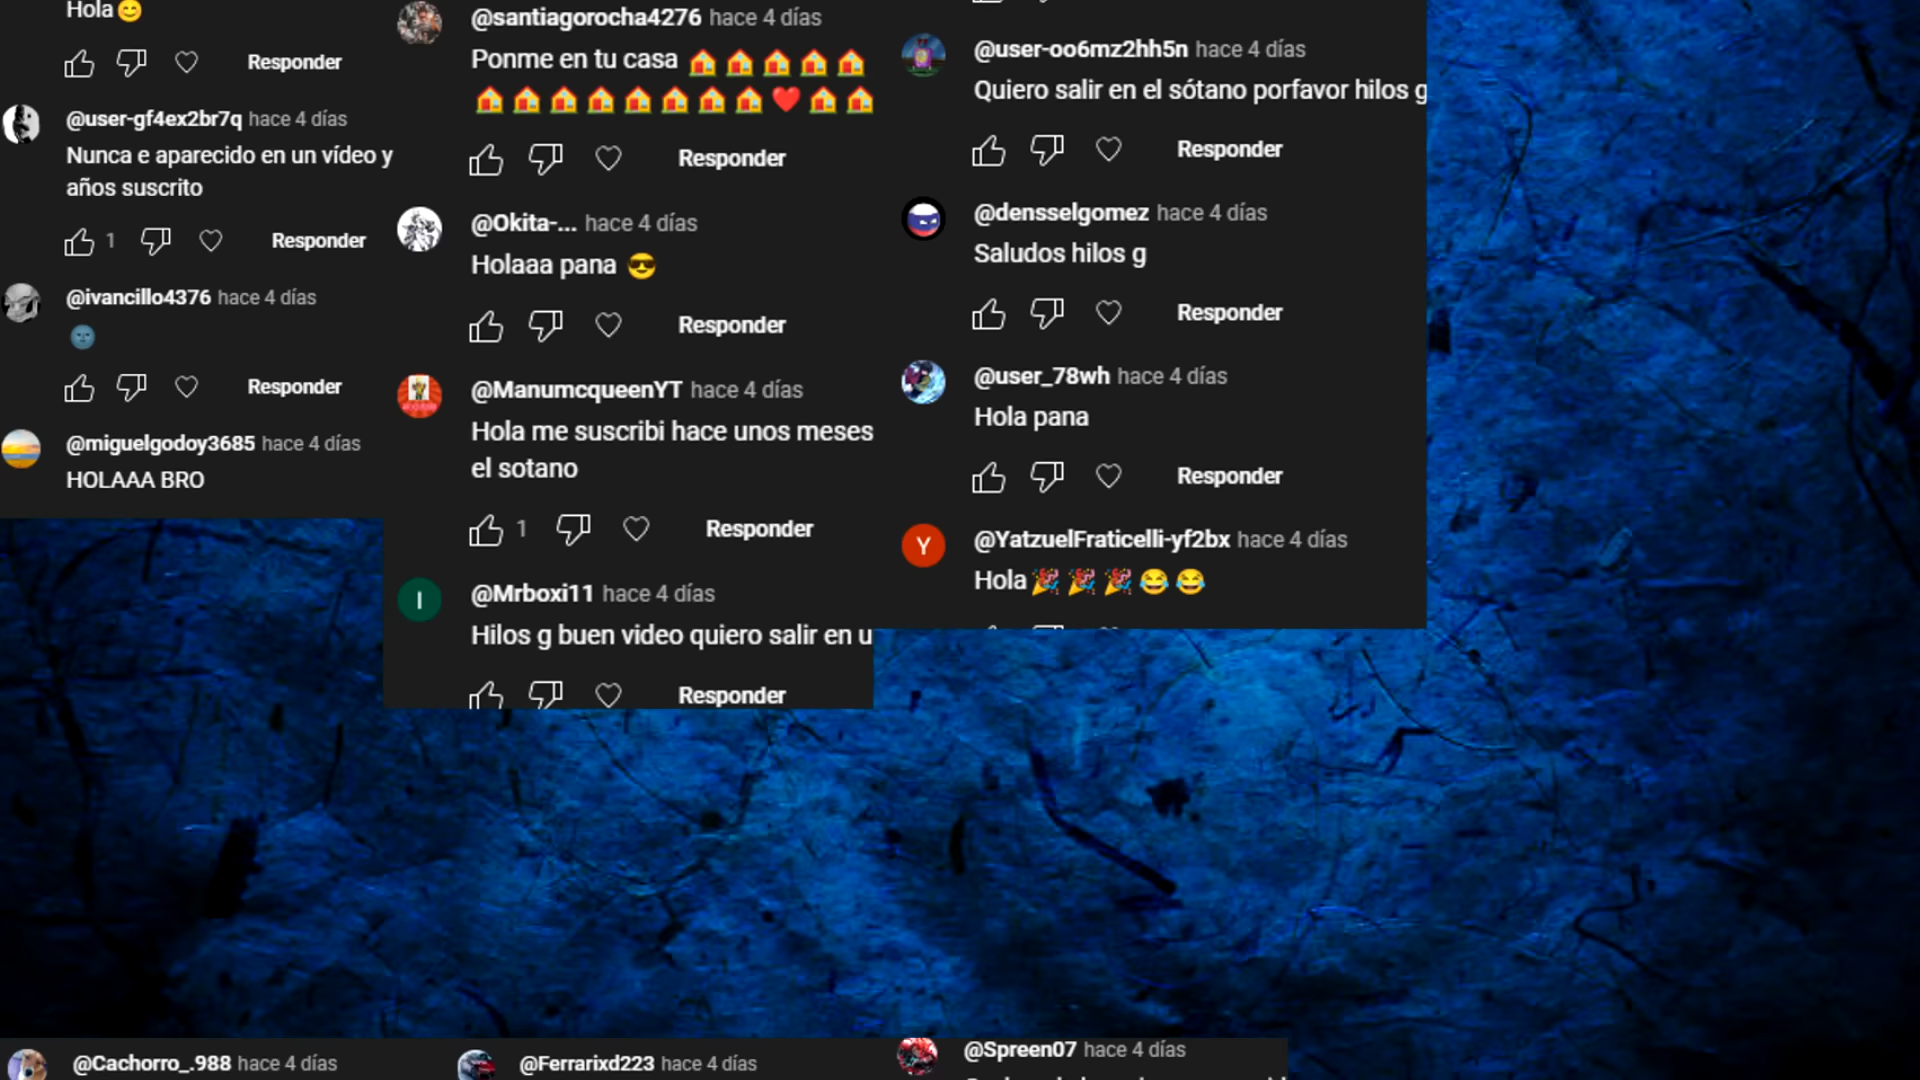 Hola😊
Responder
@user-gf4ex2br7q hace 4 días
Nunca e aparecido en un vídeo y
años suscrito
1 Responder
@ivancillo4376 hace 4 días
🌚
Responder
@miguelgodoy3685 hace 4 días
HOLAAA BRO
@santiagorocha4276 hace 4 días
Ponme en tu casa 🏠🏠🏠🏠🏠
🏠🏠🏠🏠🏠🏠🏠🏠❤️🏠🏠
Responder
@Okita-... hace 4 días
Holaaa pana 😎
Responder
@ManumcqueenYT hace 4 días
Hola me suscribi hace unos meses
el sotano
1 Responder
I
@Mrboxi11 hace 4 días
Hilos g buen video quiero salir en u
Responder
@user-oo6mz2hh5n hace 4 días
Quiero salir en el sótano porfavor hilos g
Responder
@densselgomez hace 4 días
Saludos hilos g
Responder
@user_78wh hace 4 días
Hola pana
Responder
Y
@YatzuelFraticelli-yf2bx hace 4 días
Hola🎉🎉🎉😂😂
@Cachorro_.988 hace 4 días
@Ferrarixd223 hace 4 días
@Spreen07 hace 4 días